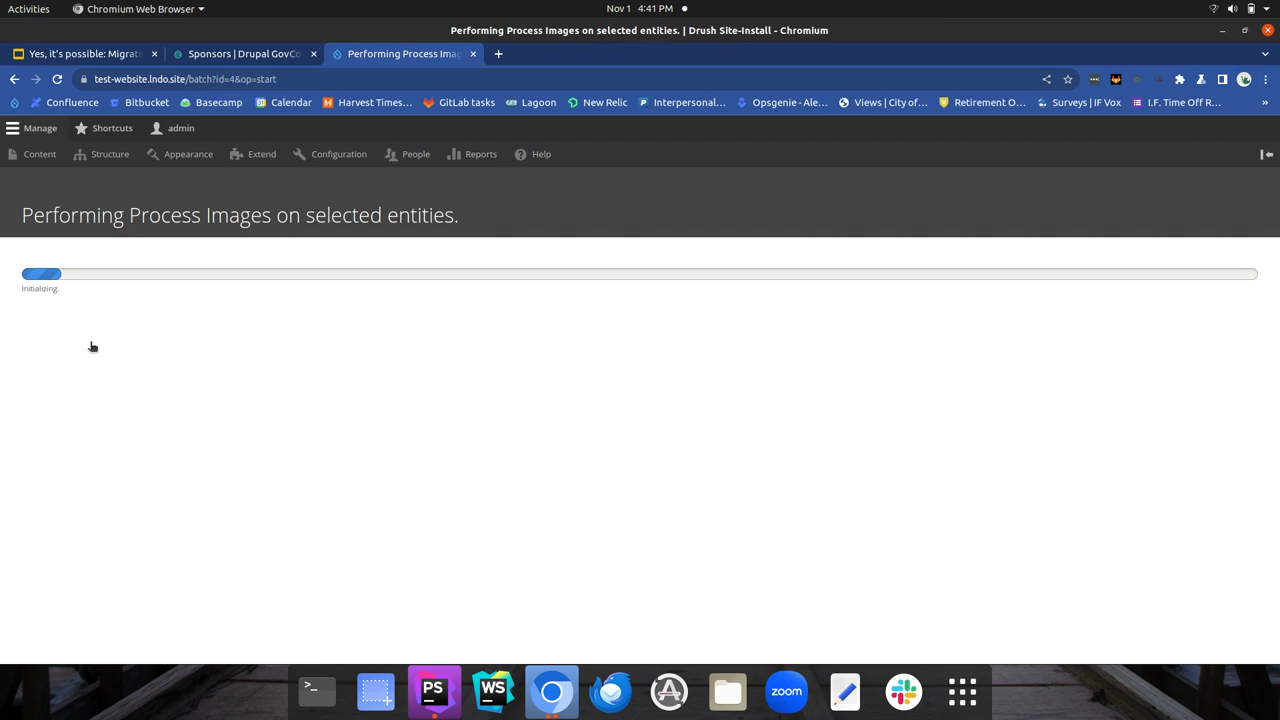 Activities Chromium Web Browser Nov 1 4:41 PM
Performing Process Images on selected entities. | Drush Site-Install - Chromium
Yes, it's possible: Migrati Sponsors | Drupal GovCo Performing Process Imag
test-website.lndo.site/batch?id=4&op=start
Confluence Bitbucket Basecamp Calendar Harvest Times... GitLab tasks Lagoon New Relic Interpersonal... Opsgenie - Ale... Views | City of... Retirement O... Surveys | IF Vox I.F. Time Off R... »
Manage Shortcuts admin
Content Structure Appearance Extend Configuration People Reports Help
Performing Process Images on selected entities.
Initializing.
>_ PS WS zoom